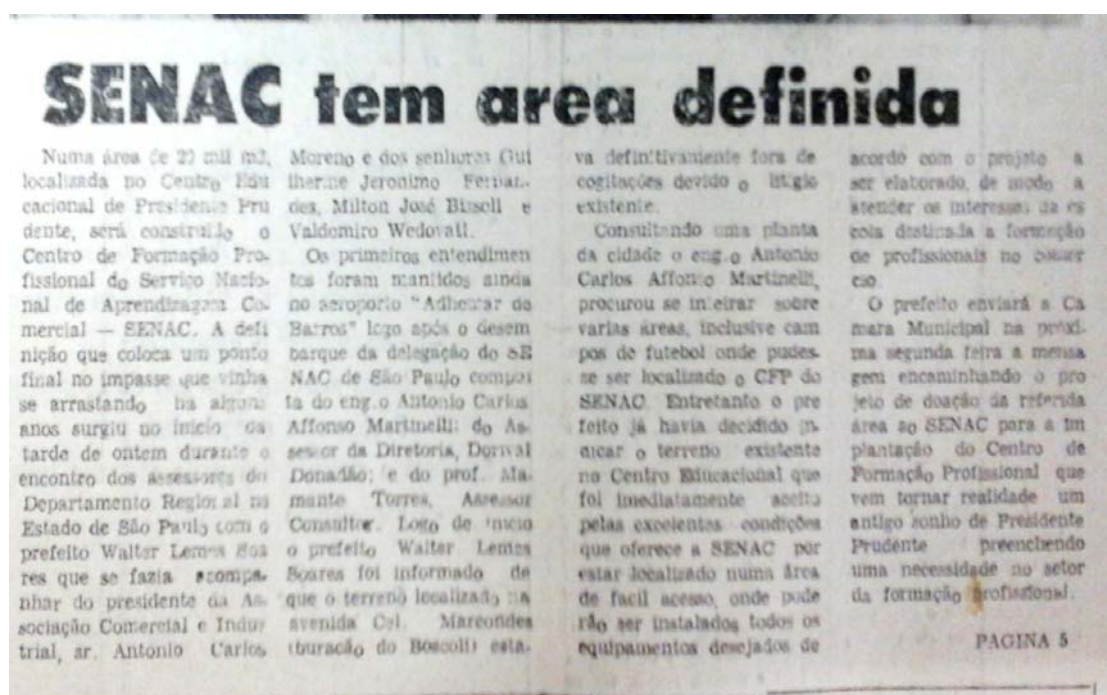 SENAC tem area definida
Numa área de 22 mil m2,
localizada no Centro Edu
cacional de Presidente Pru
dente, será construido o
Centro de Formação Pro-
fissional do Serviço Nacio-
nal de Aprendizagem Co-
mercial — SENAC. A defi
nição que coloca um ponto
final no impasse que vinha
se arrastando ha alguns
anos surgiu no inicio da
tarde de ontem durante o
encontro dos assessores do
Departamento Regional no
Estado de São Paulo com o
prefeito Walter Lemes Soa
res que se fazia acompa-
nhar do presidente da As-
sociação Comercial e Indus
trial, sr. Antonio Carlos
Moreno e dos senhores Gui
lherme Jeronimo Fernan-
des, Milton José Bissoli e
Valdomiro Wedovati.
Os primeiros entendimen
tos foram mantidos ainda
no aeroporto "Adhemar de
Barros" logo após o desem
barque da delegação do SE
NAC de São Paulo compos
ta do eng.o Antonio Carlos
Affonso Martinelli; do As-
sessor da Diretoria, Dorival
Donadão; e do prof. Ala-
mante Torres, Assessor
Consultor. Logo de inicio
o prefeito Walter Lemes
Soares foi informado de
que o terreno localizado na
avenida Cel. Marcondes
(buracão do Boscoli) esta-
va definitivamente fora de
cogitações devido o litigio
existente.
Consultando uma planta
da cidade o eng.o Antonio
Carlos Affonso Martinelli,
procurou se inteirar sobre
varias áreas, inclusive cam
pos de futebol onde pudes-
se ser localizado o CFP do
SENAC. Entretanto o pre
feito já havia decidido in
dicar o terreno existente
no Centro Educacional que
foi imediatamente aceito
pelas excelentes condições
que oferece a SENAC por
estar localizado numa área
de facil acesso, onde pode
rão ser instalados todos os
equipamentos desejados de
acordo com o projeto a
ser elaborado, de modo a
atender os interesses da es
cola destinada a formação
de profissionais no comer
cio.
O prefeito enviará a Ca
mara Municipal na próxi-
ma segunda feira a mensa
gem encaminhando o pro
jeto de doação da referida
área ao SENAC para a im
plantação do Centro de
Formação Profissional que
vem tornar realidade um
antigo sonho de Presidente
Prudente preenchendo
uma necessidade no setor
da formação profissional.
PAGINA 5